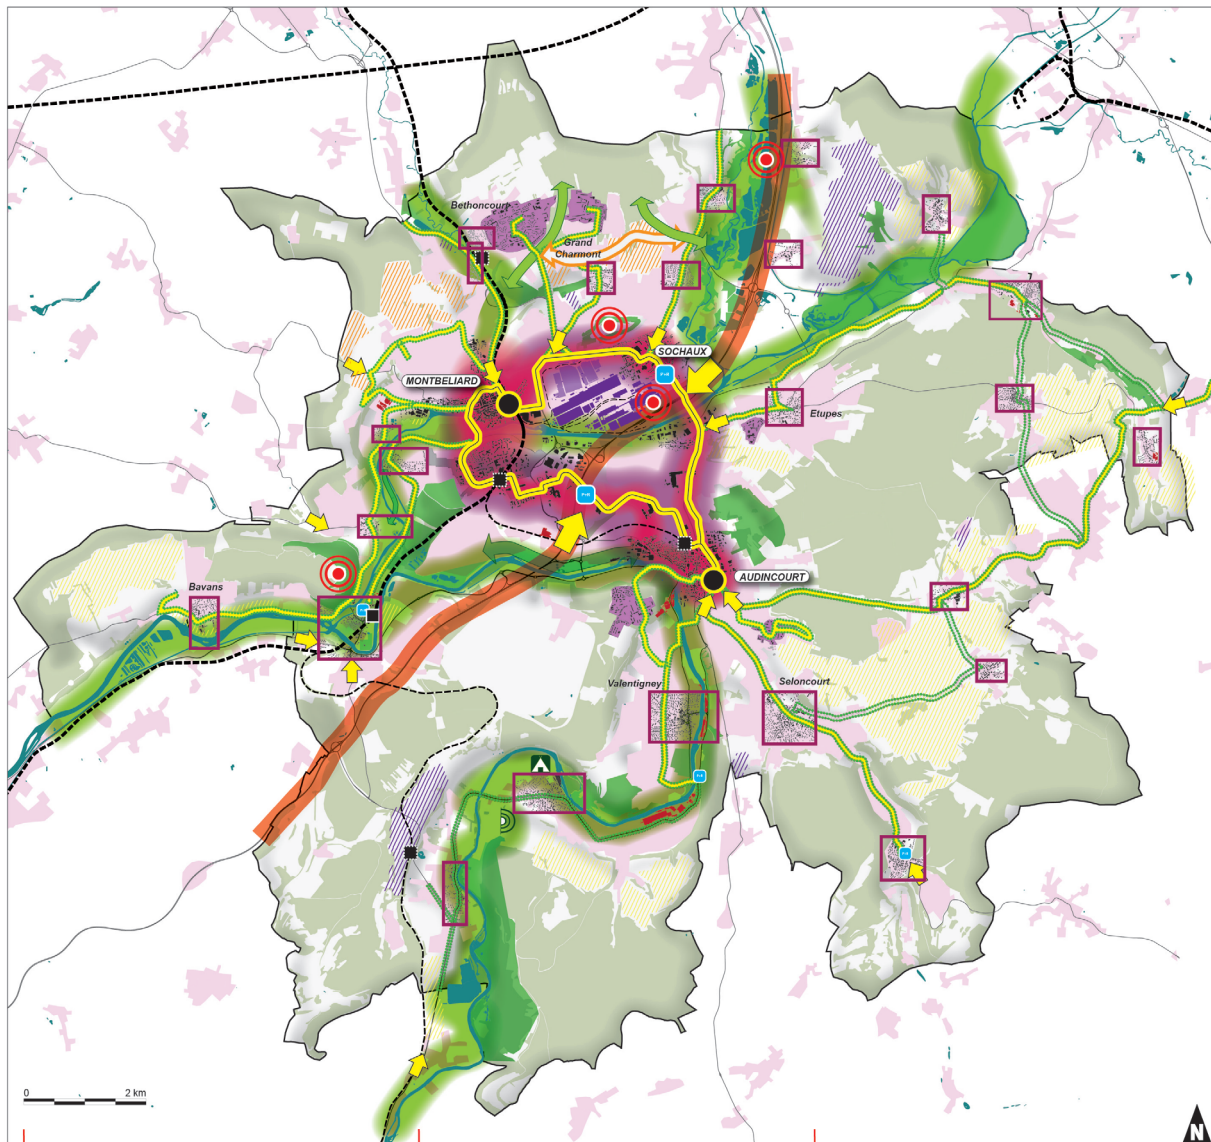 Bethoncourt
Grand
Charmont
SOCHAUX
P+R
MONTBELIARD
Etupes
P+R
AUDINCOURT
Bavans
Valentigney
Seloncourt
0
2 km
N